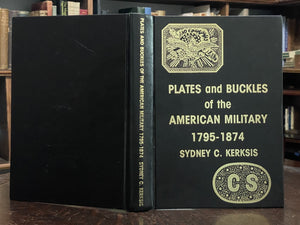 PLATES AND BUCKLES OF THE AMERICAN MILITARY 1795-1874 SYDNEY C. KERKSIS
PLATES and BUCKLES
of the
AMERICAN MILITARY
1795-1874
SYDNEY C. KERKSIS
CS